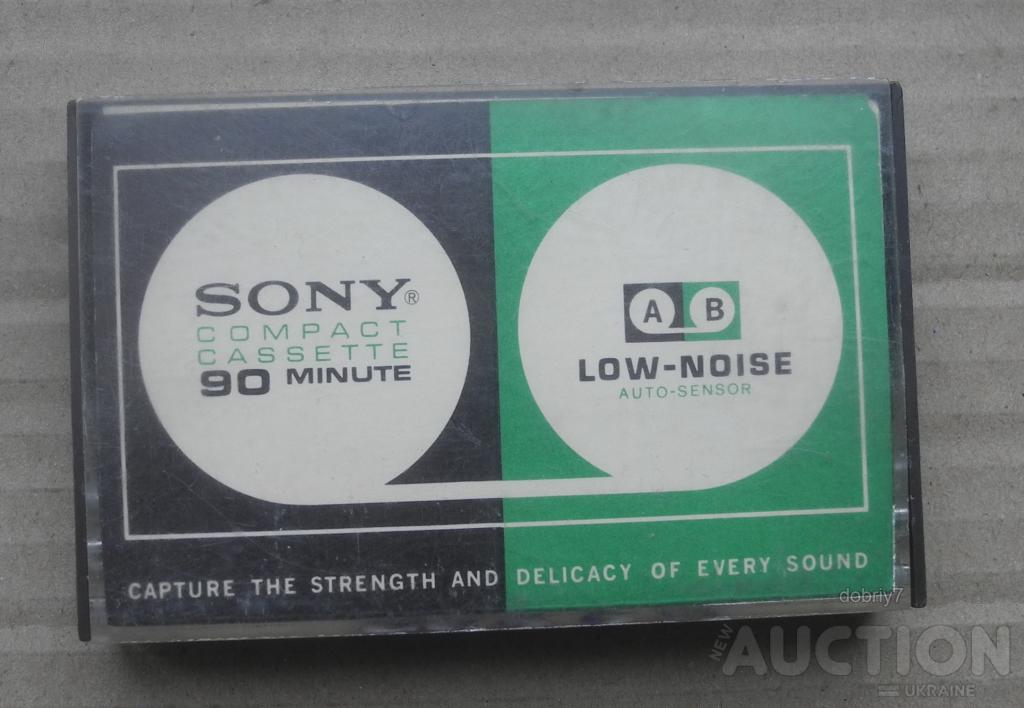 SONY®
COMPACT
CASSETTE
90 MINUTE
A B
LOW-NOISE
AUTO-SENSOR
CAPTURE THE STRENGTH AND DELICACY OF EVERY SOUND
dobriy7
NEW AUCTION
UKRAINE